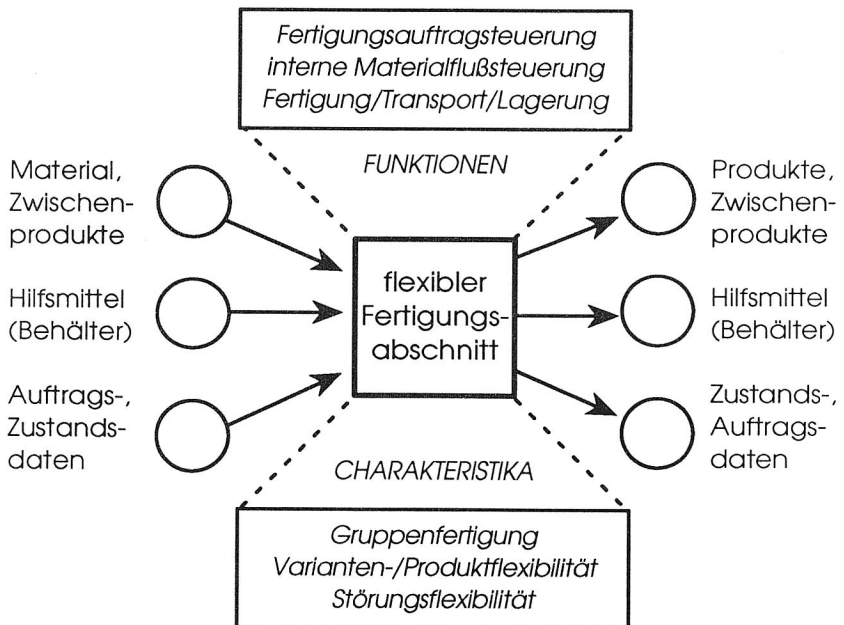 Fertigungsauftragsteuerung
interne Materialflußsteuerung
Fertigung/Transport/Lagerung
FUNKTIONEN
Material,
Zwischen-
produkte
Hilfsmittel
(Behälter)
Auftrags-,
Zustands-
daten
flexibler
Fertigungs-
abschnitt
Produkte,
Zwischen-
produkte
Hilfsmittel
(Behälter)
Zustands-,
Auftrags-
daten
CHARAKTERISTIKA
Gruppenfertigung
Varianten-/Produktflexibilität
Störungsflexibilität